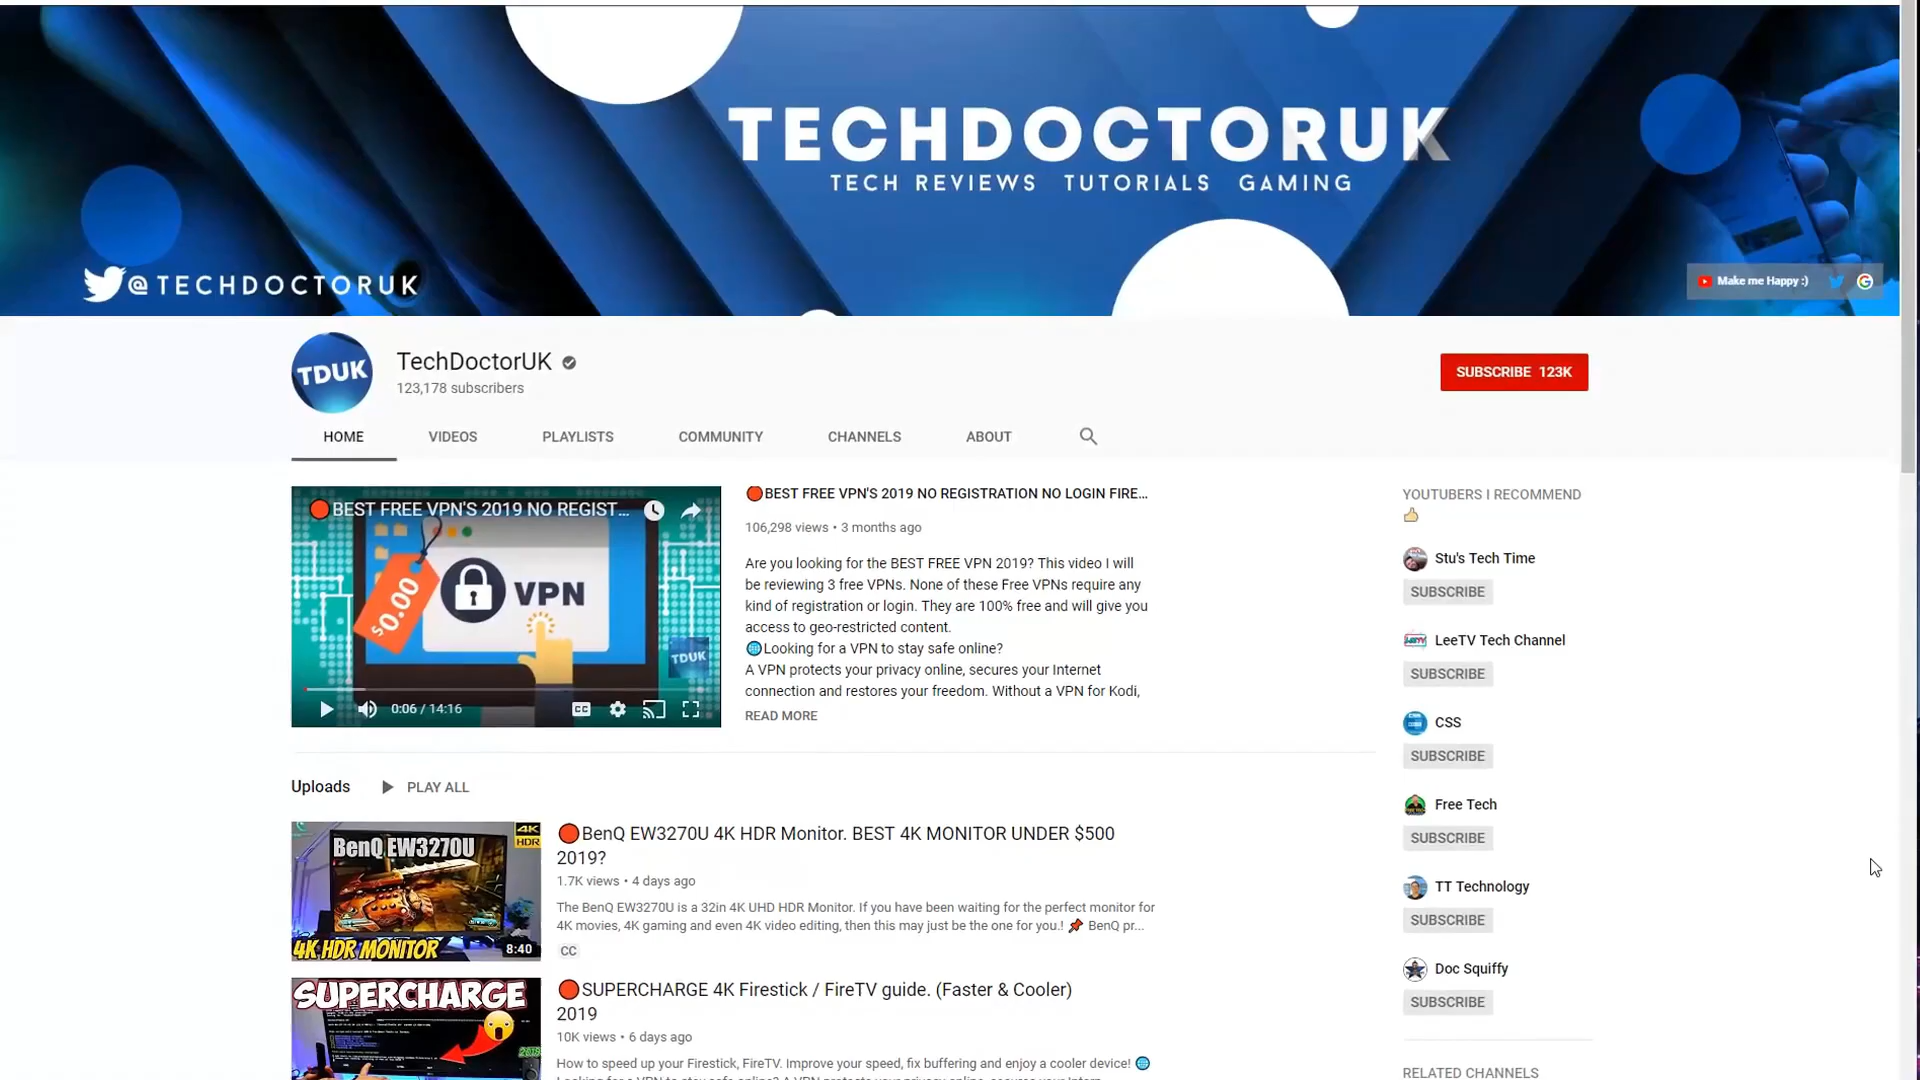 TECHDOCTORUK
TECH REVIEWS TUTORIALS GAMING
@TECHDOCTORUK
Make me Happy :)
TDUK
TechDoctorUK
123,178 subscribers
SUBSCRIBE 123K
HOME
VIDEOS
PLAYLISTS
COMMUNITY
CHANNELS
ABOUT
🔴BEST FREE VPN'S 2019 NO REGIST...
$0.00
VPN
TDUK
0:06 / 14:16
CC
🔴BEST FREE VPN'S 2019 NO REGISTRATION NO LOGIN FIRE...
106,298 views • 3 months ago
Are you looking for the BEST FREE VPN 2019? This video I will
be reviewing 3 free VPNs. None of these Free VPNs require any
kind of registration or login. They are 100% free and will give you
access to geo-restricted content.
🌐Looking for a VPN to stay safe online?
A VPN protects your privacy online, secures your Internet
connection and restores your freedom. Without a VPN for Kodi,
READ MORE
YOUTUBERS I RECOMMEND
👍
Stu's Tech Time
SUBSCRIBE
LeeTV Tech Channel
SUBSCRIBE
CSS
SUBSCRIBE
Free Tech
SUBSCRIBE
TT Technology
SUBSCRIBE
Doc Squiffy
SUBSCRIBE
RELATED CHANNELS
Uploads
PLAY ALL
BenQ EW3270U
4K
HDR
4K HDR MONITOR
8:40
🔴BenQ EW3270U 4K HDR Monitor. BEST 4K MONITOR UNDER $500
2019?
1.7K views • 4 days ago
The BenQ EW3270U is a 32in 4K UHD HDR Monitor. If you have been waiting for the perfect monitor for
4K movies, 4K gaming and even 4K video editing, then this may just be the one for you.! 📌 BenQ pr...
CC
SUPERCHARGE
🔴SUPERCHARGE 4K Firestick / FireTV guide. (Faster & Cooler)
2019
10K views • 6 days ago
How to speed up your Firestick, FireTV. Improve your speed, fix buffering and enjoy a cooler device! 🌐